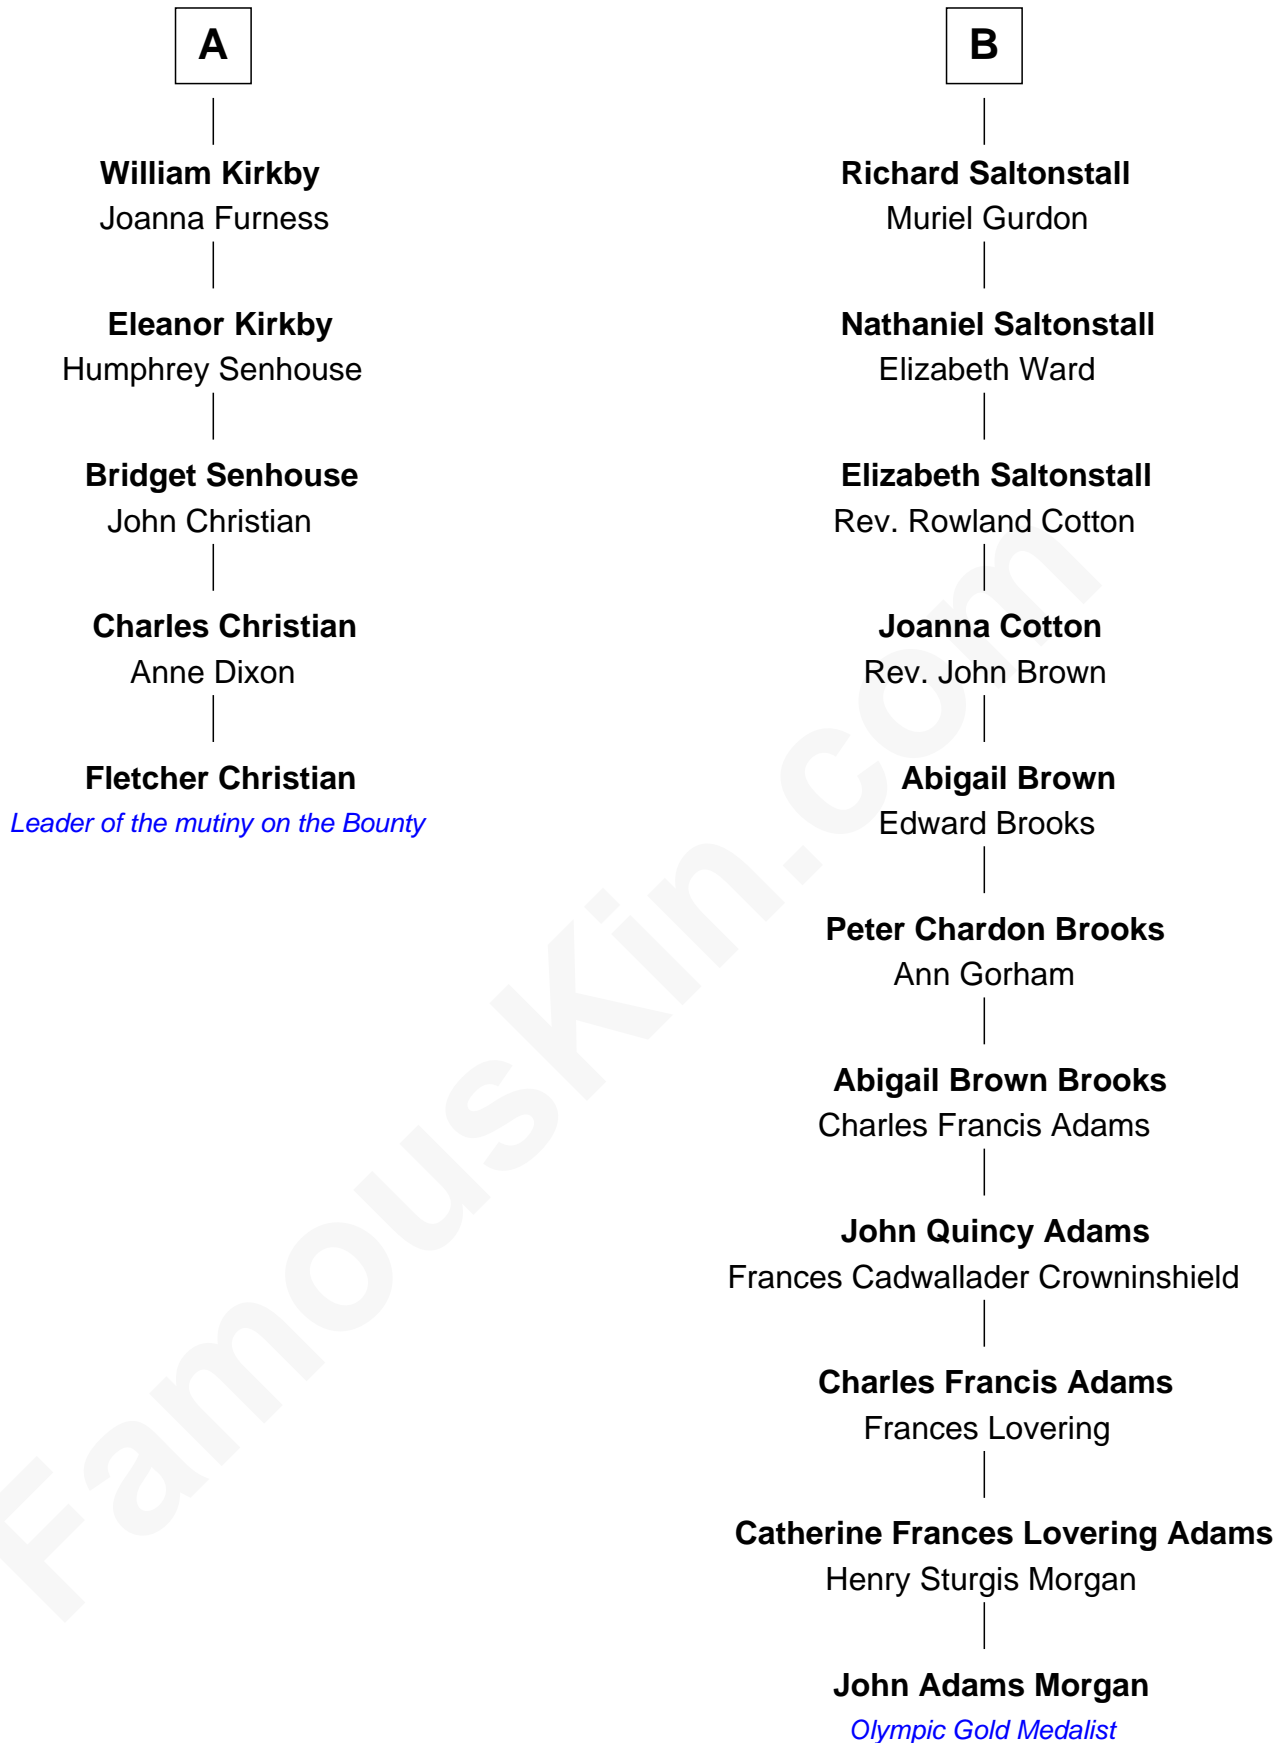 A
William Kirkby
Joanna Furness
Eleanor Kirkby
Humphrey Senhouse
Bridget Senhouse
John Christian
Charles Christian
Anne Dixon
Fletcher Christian
Leader of the mutiny on the Bounty
B
Richard Saltonstall
Muriel Gurdon
Nathaniel Saltonstall
Elizabeth Ward
Elizabeth Saltonstall
Rev. Rowland Cotton
Joanna Cotton
Rev. John Brown
Abigail Brown
Edward Brooks
Peter Chardon Brooks
Ann Gorham
Abigail Brown Brooks
Charles Francis Adams
John Quincy Adams
Frances Cadwallader Crowninshield
Charles Francis Adams
Frances Lovering
Catherine Frances Lovering Adams
Henry Sturgis Morgan
John Adams Morgan
Olympic Gold Medalist
FamousKin.com